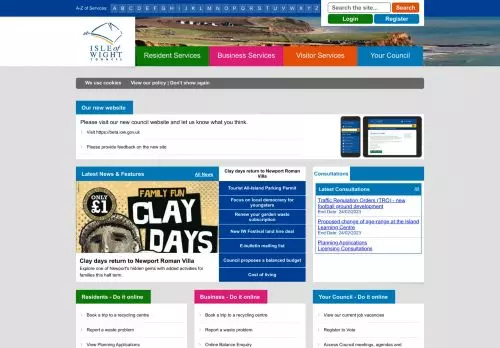 A-Z of Services: A B C D E F G H I J K L M N O P Q R S T U V W X Y Z
Search the site... Search
Login Register
ISLE of WIGHT COUNCIL
Resident Services Business Services Visitor Services Your Council
We use cookies View our policy | Don't show again
Our new website
Please visit our new council website and let us know what you think.
Visit https://beta.iow.gov.uk
Please provide feedback on the new site
Latest News & Features All News
ONLY £1
FAMILY FUN
CLAY DAYS
Clay days return to Newport Roman Villa
Explore one of Newport's hidden gems with added activities for
families this half term.
Clay days return to Newport Roman
Villa
Tourist All-Island Parking Permit
Focus on local democracy for
youngsters
Renew your garden waste
subscription
New IW Festival land hire deal
E-bulletin mailing list
Council proposes a balanced budget
Cost of living
Consultations
Latest Consultations All
Traffic Regulation Orders (TRO) - new
football ground development
End Date: 24/02/2023
Proposed change of age-range at the Island
Learning Centre
End Date: 24/02/2023
Planning Applications
Licensing Consultations
Residents - Do it online
Book a trip to a recycling centre
Report a waste problem
View Planning Applications
Business - Do it online
Book a trip to a recycling centre
Report a waste problem
Online Balance Enquiry
Your Council - Do it online
View our current job vacancies
Register to Vote
Access Council meetings, agendas and